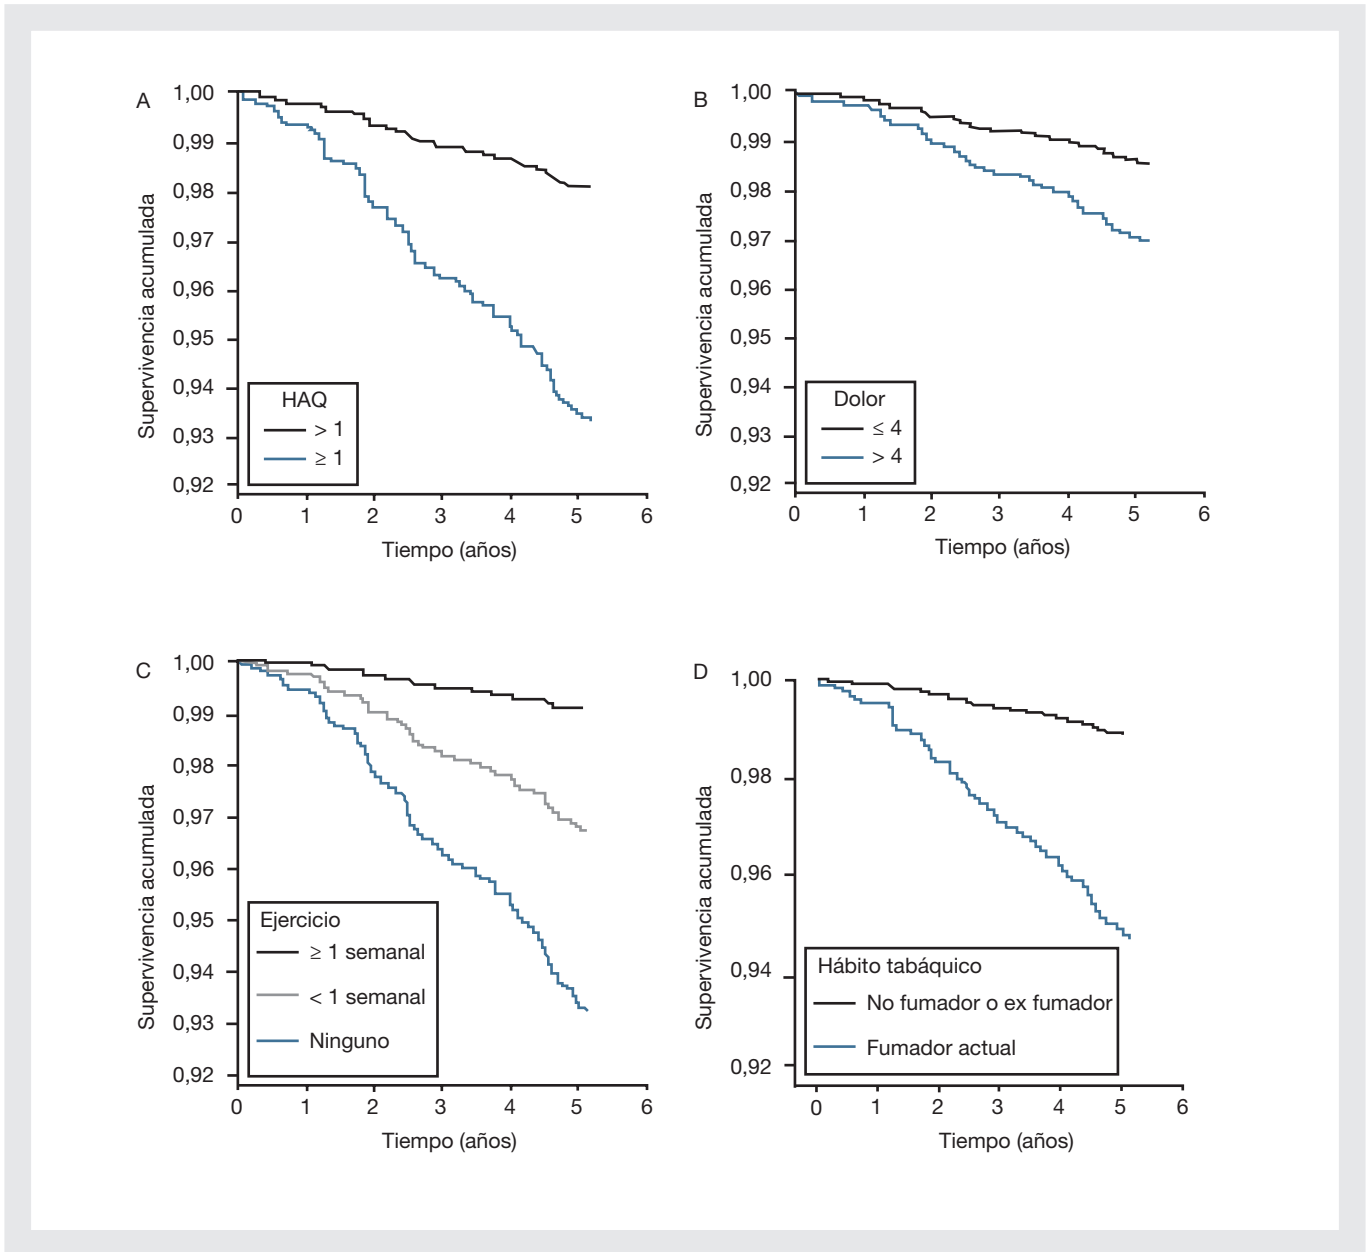 A
Supervivencia acumulada
1,00
0,99
0,98
0,97
0,96
0,95
0,94
0,93
0,92
HAQ
> 1
≥ 1
0 1 2 3 4 5 6
Tiempo (años)
B
Supervivencia acumulada
1,00
0,99
0,98
0,97
0,96
0,95
0,94
0,93
0,92
Dolor
≤ 4
> 4
0 1 2 3 4 5 6
Tiempo (años)
C
Supervivencia acumulada
1,00
0,99
0,98
0,97
0,96
0,95
0,94
0,93
0,92
Ejercicio
≥ 1 semanal
< 1 semanal
Ninguno
0 1 2 3 4 5 6
Tiempo (años)
D
Supervivencia acumulada
1,00
0,98
0,96
0,94
0,92
Hábito tabáquico
No fumador o ex fumador
Fumador actual
0 1 2 3 4 5 6
Tiempo (años)